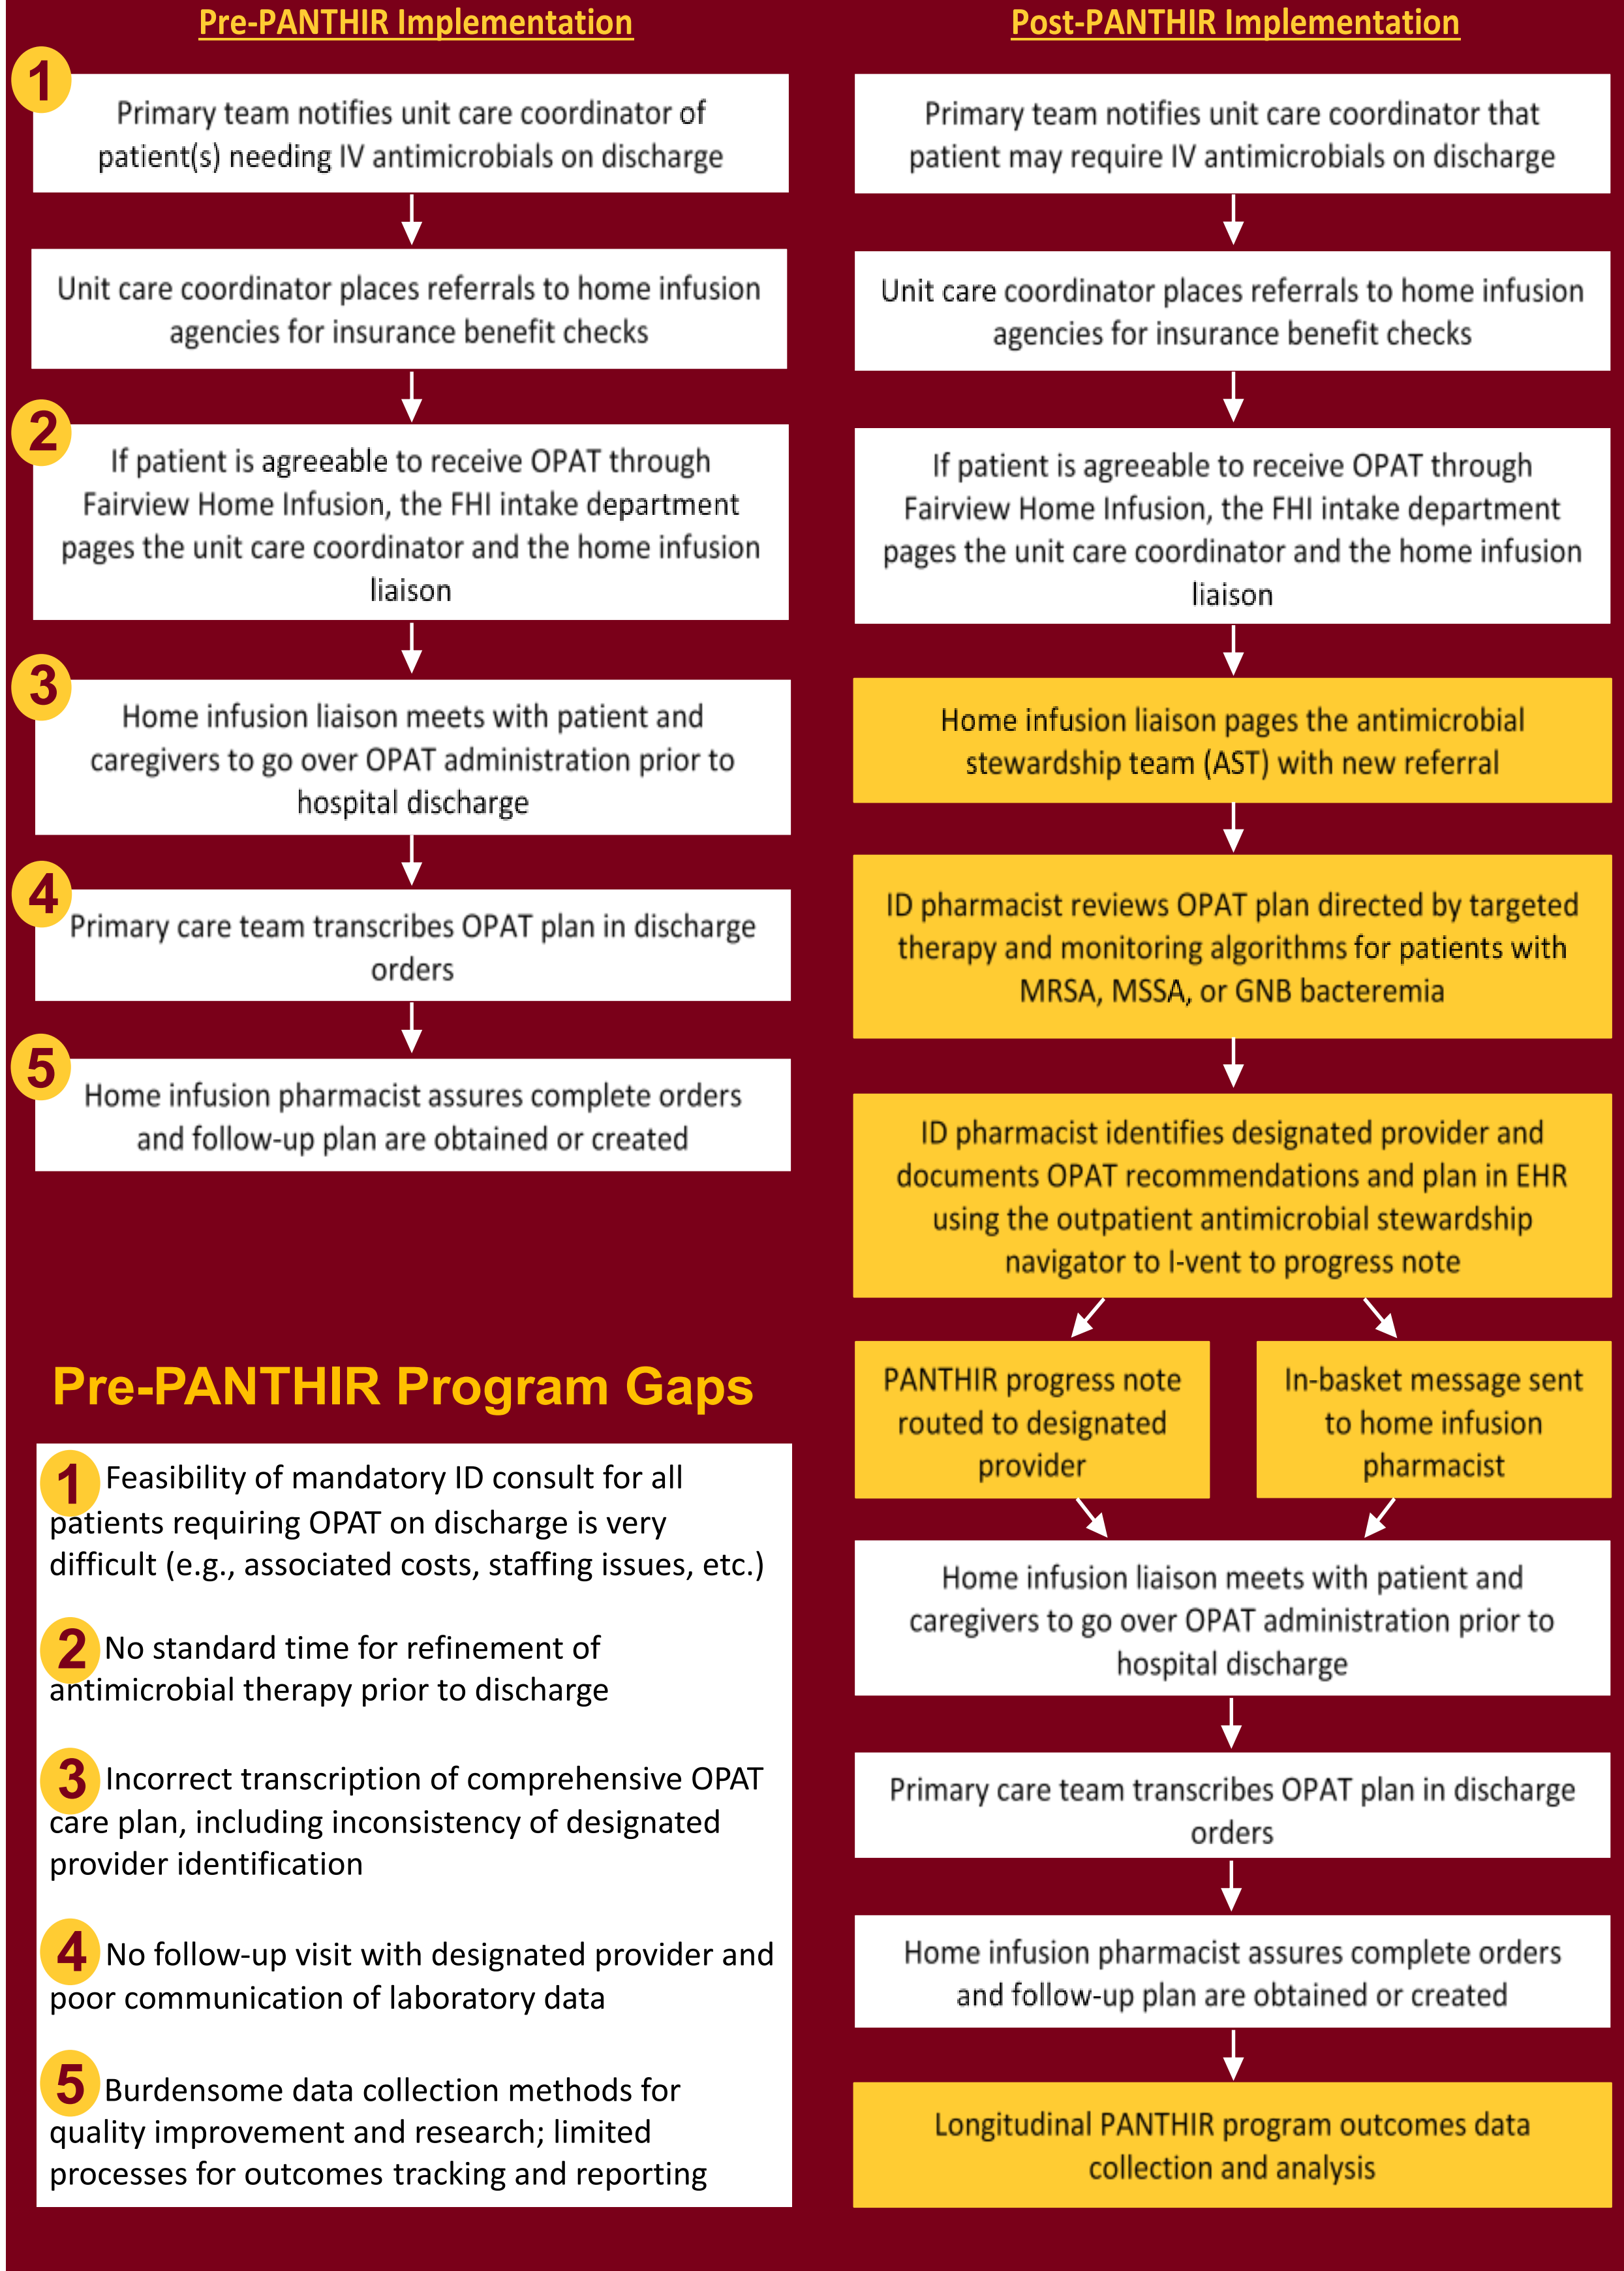 Pre-PANTHIR Implementation
1
Primary team notifies unit care coordinator of
patient(s) needing IV antimicrobials on discharge
Unit care coordinator places referrals to home infusion
agencies for insurance benefit checks
2
If patient is agreeable to receive OPAT through
Fairview Home Infusion, the FHI intake department
pages the unit care coordinator and the home infusion
liaison
3
Home infusion liaison meets with patient and
caregivers to go over OPAT administration prior to
hospital discharge
4
Primary care team transcribes OPAT plan in discharge
orders
5
Home infusion pharmacist assures complete orders
and follow-up plan are obtained or created
Pre-PANTHIR Program Gaps
1 Feasibility of mandatory ID consult for all
patients requiring OPAT on discharge is very
difficult (e.g., associated costs, staffing issues, etc.)
2 No standard time for refinement of
antimicrobial therapy prior to discharge
3 Incorrect transcription of comprehensive OPAT
care plan, including inconsistency of designated
provider identification
4 No follow-up visit with designated provider and
poor communication of laboratory data
5 Burdensome data collection methods for
quality improvement and research; limited
processes for outcomes tracking and reporting
Post-PANTHIR Implementation
Primary team notifies unit care coordinator that
patient may require IV antimicrobials on discharge
Unit care coordinator places referrals to home infusion
agencies for insurance benefit checks
If patient is agreeable to receive OPAT through
Fairview Home Infusion, the FHI intake department
pages the unit care coordinator and the home infusion
liaison
Home infusion liaison pages the antimicrobial
stewardship team (AST) with new referral
ID pharmacist reviews OPAT plan directed by targeted
therapy and monitoring algorithms for patients with
MRSA, MSSA, or GNB bacteremia
ID pharmacist identifies designated provider and
documents OPAT recommendations and plan in EHR
using the outpatient antimicrobial stewardship
navigator to I-vent to progress note
PANTHIR progress note
routed to designated
provider
In-basket message sent
to home infusion
pharmacist
Home infusion liaison meets with patient and
caregivers to go over OPAT administration prior to
hospital discharge
Primary care team transcribes OPAT plan in discharge
orders
Home infusion pharmacist assures complete orders
and follow-up plan are obtained or created
Longitudinal PANTHIR program outcomes data
collection and analysis